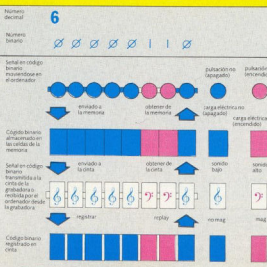 Número
decimal
6
Número
binario
Ø Ø Ø Ø Ø | | Ø
Señal en código
binario
moviéndose en
el ordenador
pulsación no
(apagado)
pulsación
(encendido
enviado a
la memoria
obtener de
la memoria
carga eléctrica no
(apagado)
carga eléctrica
(encendido)
Código binario
almacenado en
las celdas de la
memoria
Señal en código
binario
transmitida a la
cinta de la
grabadora o
recibida por el
ordenador desde
la grabadora
enviado a
la cinta
obtener de
la cinta
sonido
bajo
sonido
alto
registrar
replay
no mag
mag
Código binario
registrado en
cinta